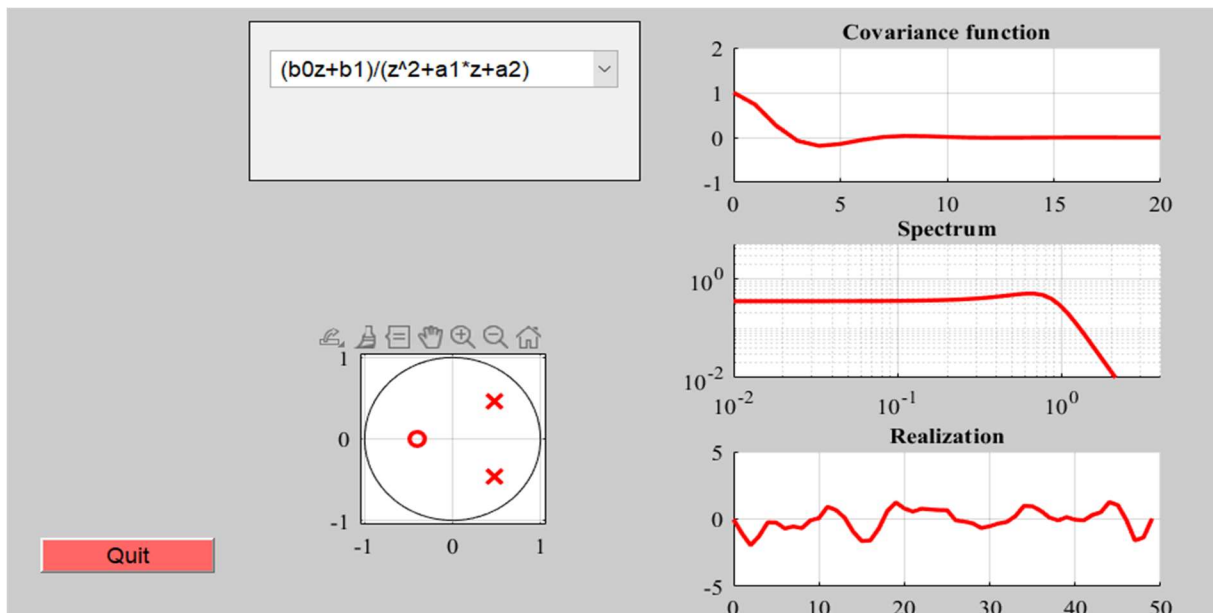 (b0z+b1)/(z^2+a1*z+a2)
Covariance function
2
1
0
-1
0 5 10 15 20
Spectrum
10^0
10^-2
10^-2 10^-1 10^0
1
0
-1
-1 0 1
Realization
5
0
-5
0 10 20 30 40 50
Quit